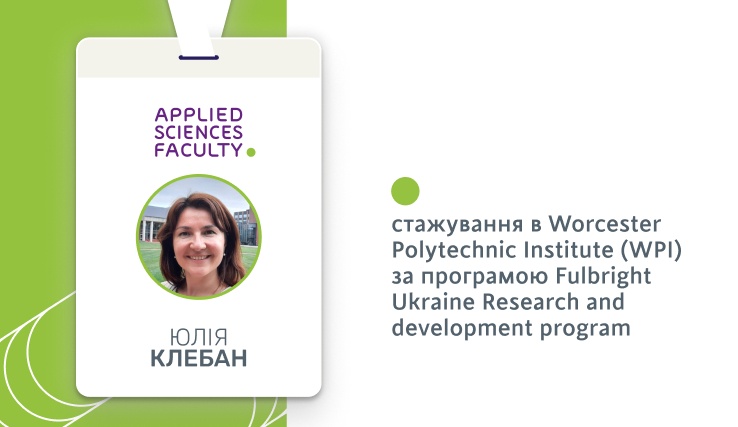 APPLIED
SCIENCES
FACULTY
ЮЛІЯ
КЛЕБАН
стажування в Worcester
Polytechnic Institute (WPI)
за програмою Fulbright
Ukraine Research and
development program